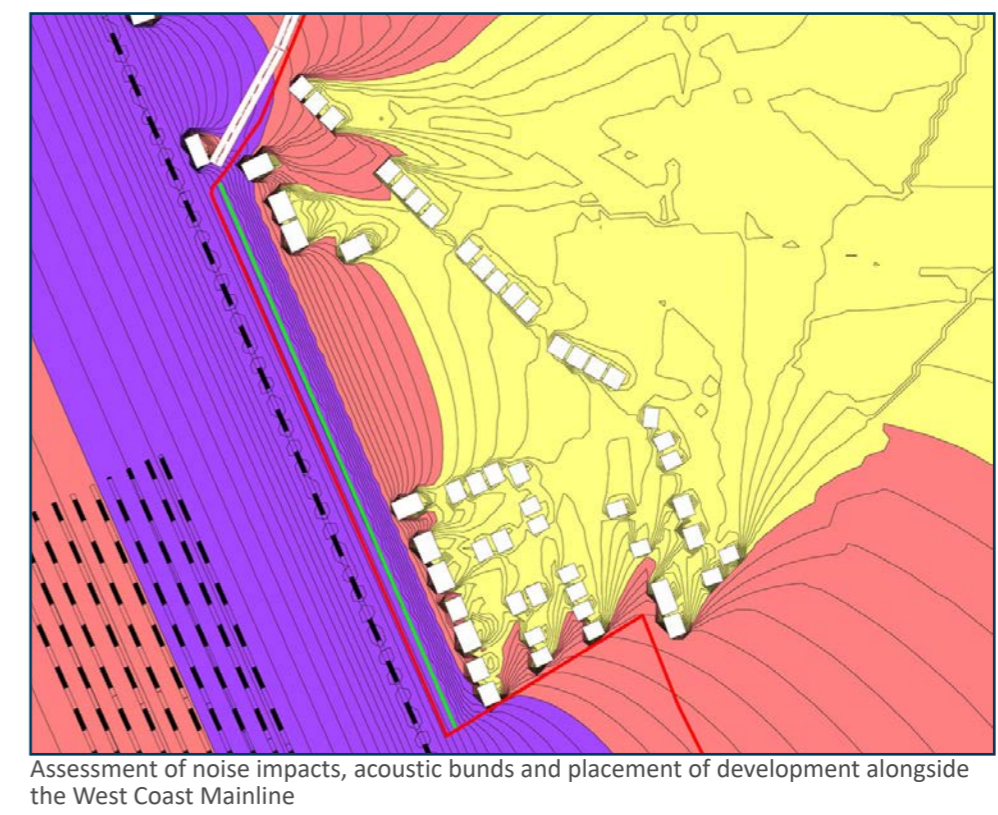 Assessment of noise impacts, acoustic bunds and placement of development alongside
the West Coast Mainline